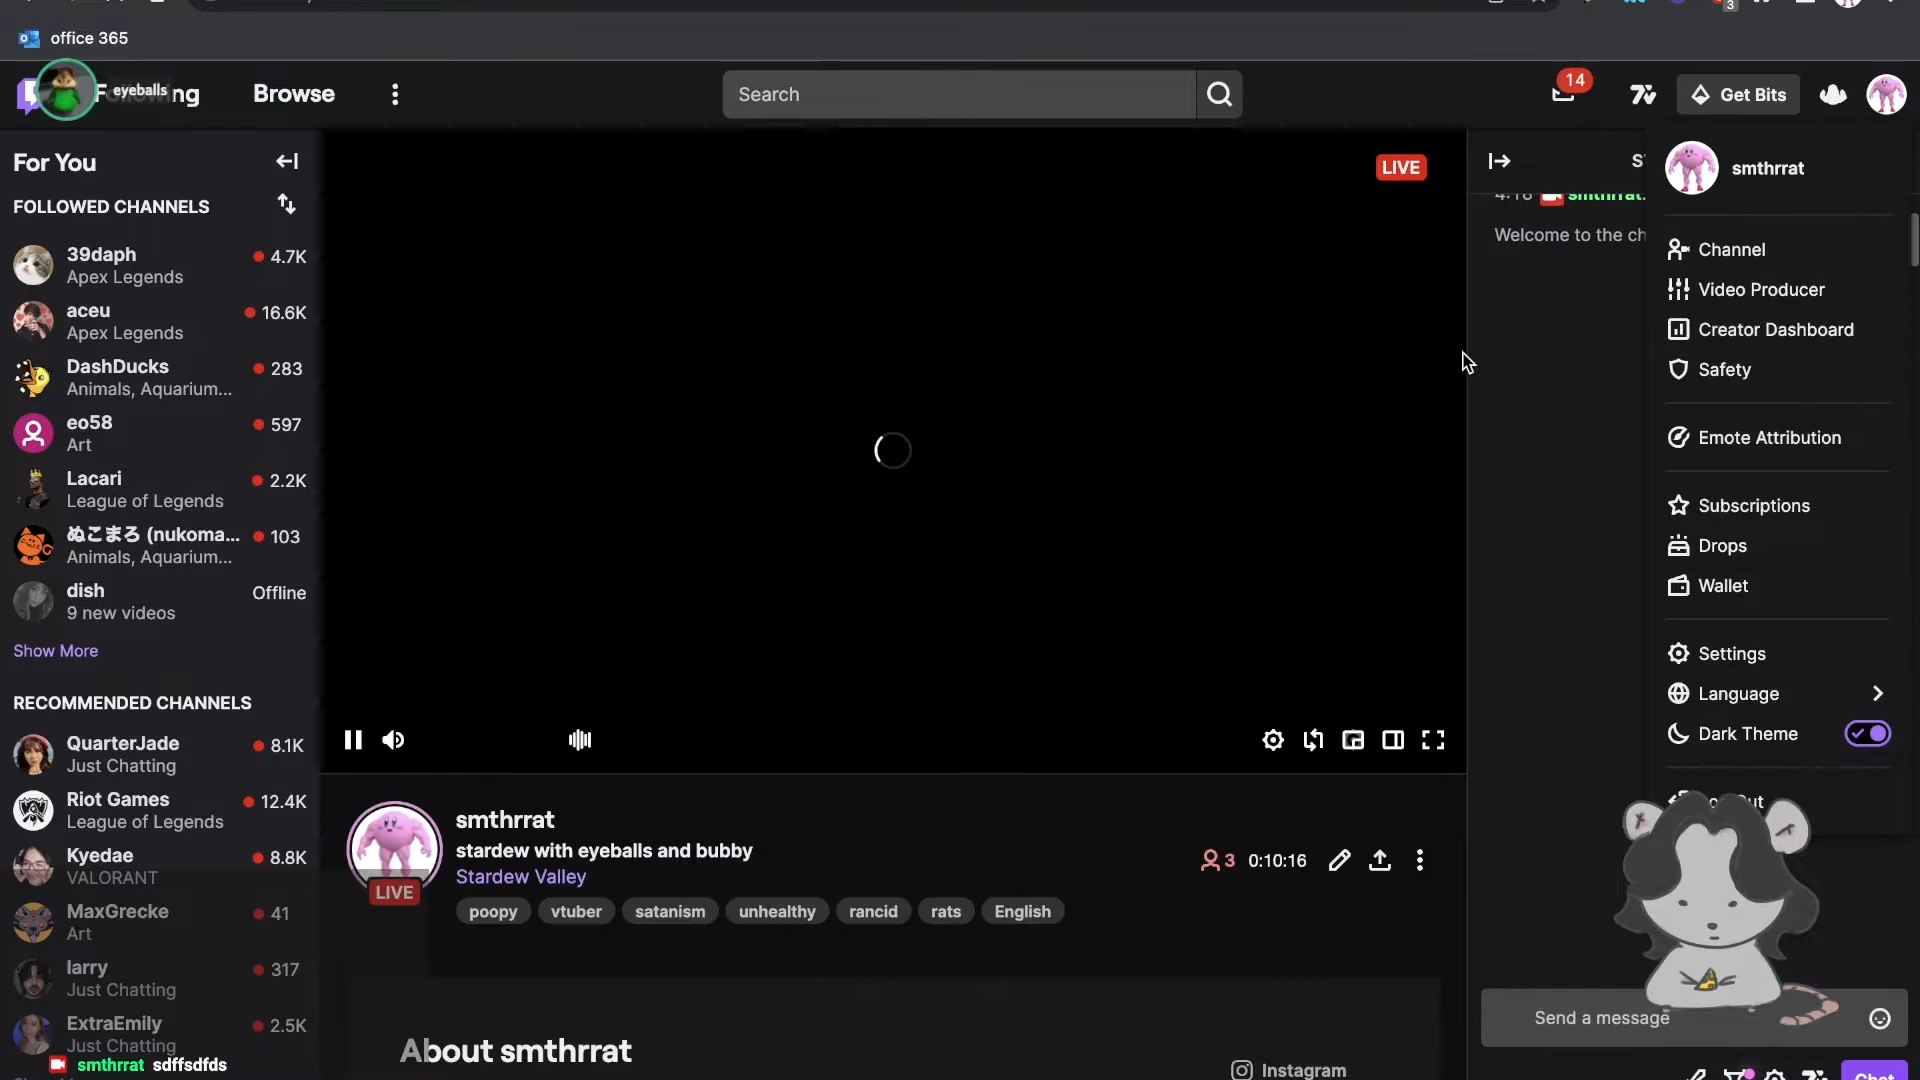 3
office 365
eyeballs
Browse
Search
14
Get Bits
For You
FOLLOWED CHANNELS
39daph
4.7K
Apex Legends
aceu
16.6K
Apex Legends
DashDucks
283
Animals, Aquarium...
eo58
597
Art
Lacari
2.2K
League of Legends
ぬこまろ (nukoma...
103
Animals, Aquarium...
dish
Offline
9 new videos
Show More
RECOMMENDED CHANNELS
QuarterJade
8.1K
Just Chatting
Riot Games
12.4K
League of Legends
Kyedae
8.8K
VALORANT
MaxGrecke
41
Art
larry
317
Just Chatting
ExtraEmily
2.5K
Just Chatting
smthrrat sdffsdfds
LIVE
smthrrat
stardew with eyeballs and bubby
Stardew Valley
LIVE
poopy
vtuber
satanism
unhealthy
rancid
rats
English
3
0:10:16
About smthrrat
Instagram
4:18 smthrrat
Welcome to the ch
smthrrat
Channel
Video Producer
Creator Dashboard
Safety
Emote Attribution
Subscriptions
Drops
Wallet
Settings
Language
Dark Theme
Send a message
Chat